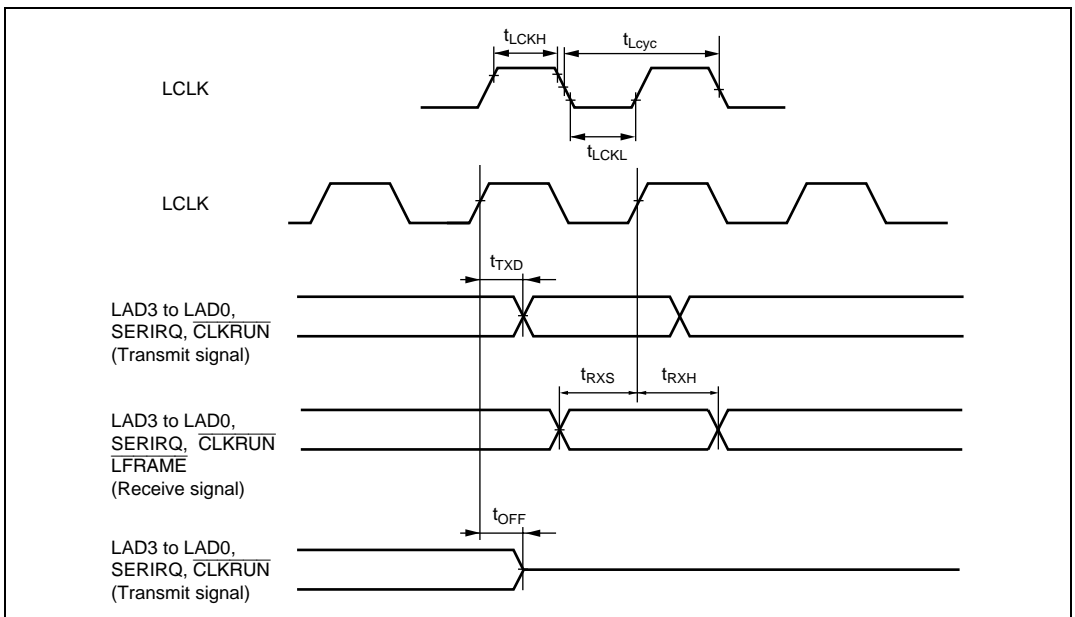 tLCKH
tLcyc
LCLK
tLCKL
LCLK
tTXD
LAD3 to LAD0,
SERIRQ, CLKRUN
(Transmit signal)
tRXS tRXH
LAD3 to LAD0,
SERIRQ, CLKRUN
LFRAME
(Receive signal)
tOFF
LAD3 to LAD0,
SERIRQ, CLKRUN
(Transmit signal)